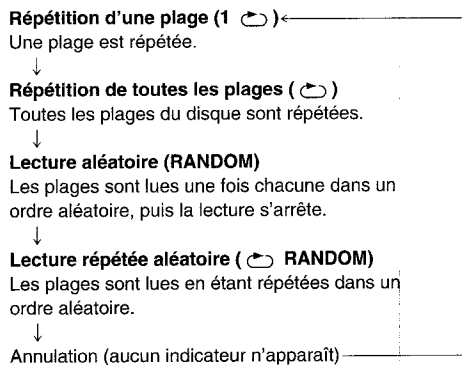 Répétition d'une plage (1 )
Une plage est répétée.
↓
Répétition de toutes les plages ( )
Toutes les plages du disque sont répétées.
↓
Lecture aléatoire (RANDOM)
Les plages sont lues une fois chacune dans un
ordre aléatoire, puis la lecture s'arrête.
↓
Lecture répétée aléatoire ( RANDOM)
Les plages sont lues en étant répétées dans un
ordre aléatoire.
↓
Annulation (aucun indicateur n'apparaît)